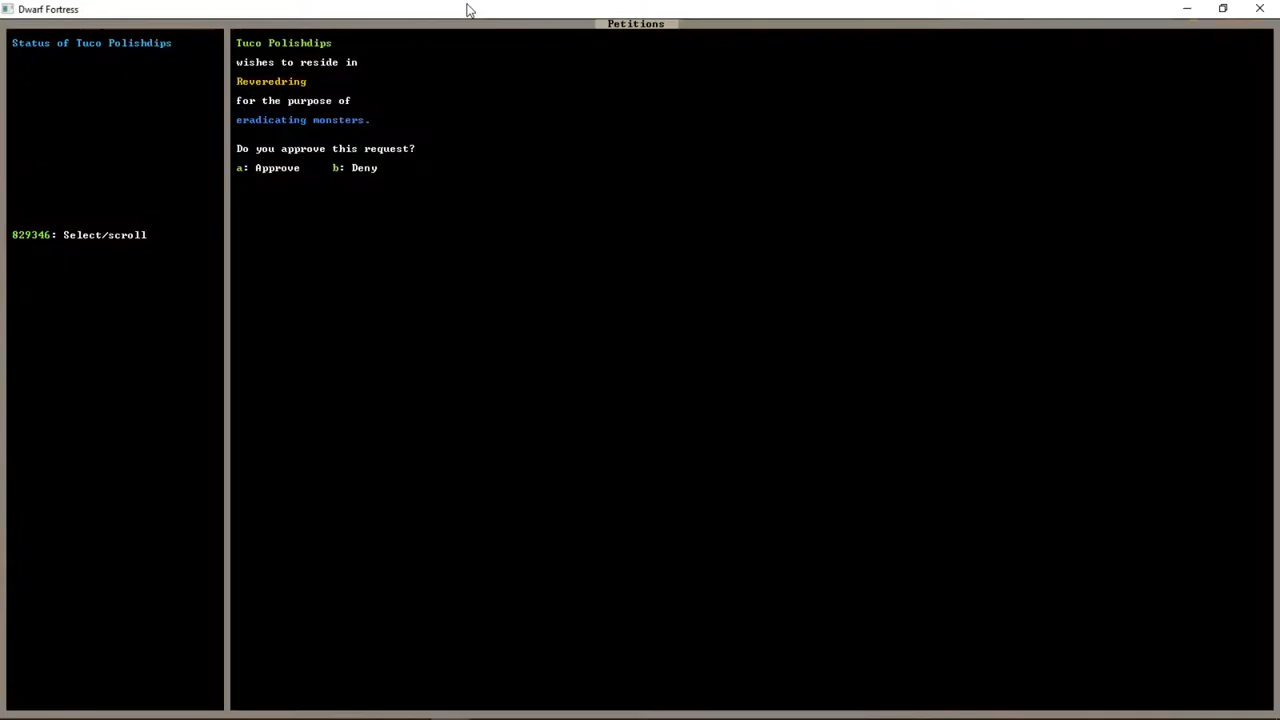 Dwarf Fortress
Petitions
Status of Tuco Polishdips
829346: Select/scroll
Tuco Polishdips
wishes to reside in
Reveredring
for the purpose of
eradicating monsters.
Do you approve this request?
a: Approve b: Deny